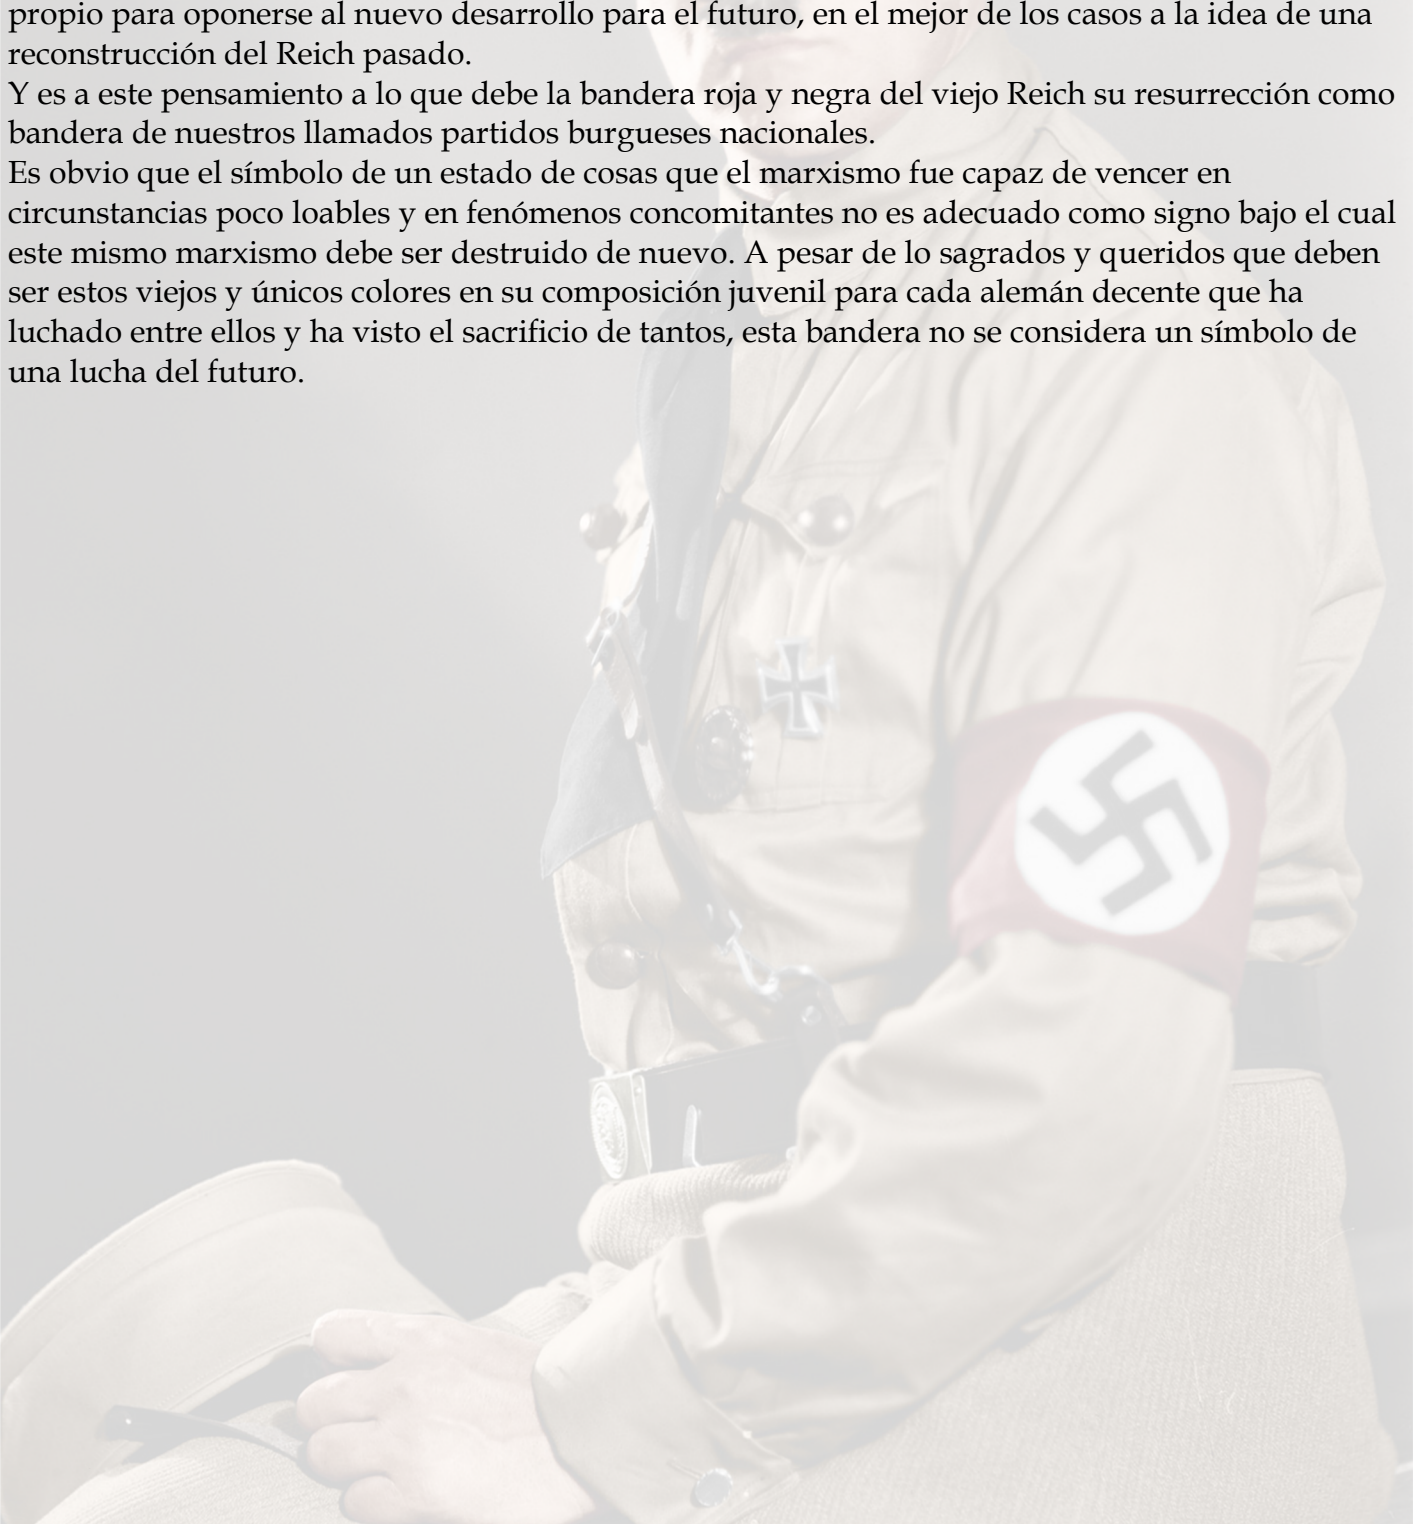 propio para oponerse al nuevo desarrollo para el futuro, en el mejor de los casos a la idea de una
reconstrucción del Reich pasado.
Y es a este pensamiento a lo que debe la bandera roja y negra del viejo Reich su resurrección como
bandera de nuestros llamados partidos burgueses nacionales.
Es obvio que el símbolo de un estado de cosas que el marxismo fue capaz de vencer en
circunstancias poco loables y en fenómenos concomitantes no es adecuado como signo bajo el cual
este mismo marxismo debe ser destruido de nuevo. A pesar de lo sagrados y queridos que deben
ser estos viejos y únicos colores en su composición juvenil para cada alemán decente que ha
luchado entre ellos y ha visto el sacrificio de tantos, esta bandera no se considera un símbolo de
una lucha del futuro.